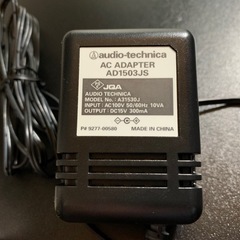 audio-technica
AC ADAPTER
AD1503JS
JQA
AUDIO TECHNICA
MODEL No. : A31530J
INPUT : AC100V 50/60Hz 10VA
OUTPUT : DC15V 300mA
P# 5277-00580 MADE IN CHINA